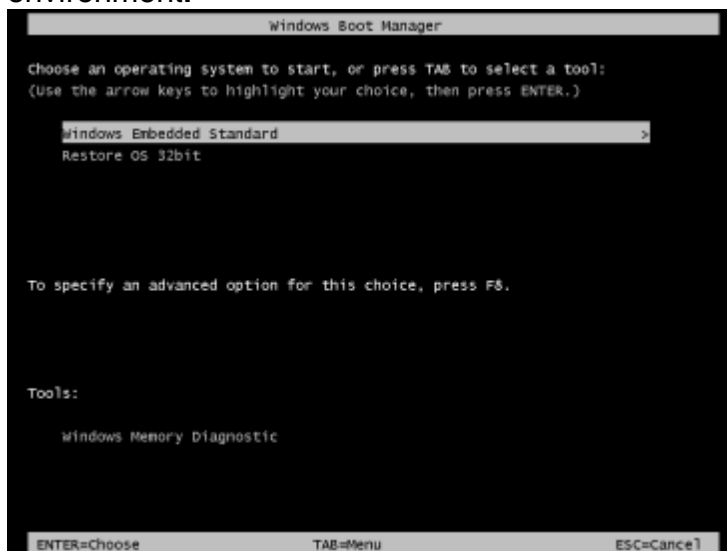 environment.
Windows Boot Manager
Choose an operating system to start, or press TAB to select a tool:
(Use the arrow keys to highlight your choice, then press ENTER.)
Windows Embedded Standard >
Restore OS 32bit
To specify an advanced option for this choice, press F8.
Tools:
Windows Memory Diagnostic
ENTER=Choose TAB=Menu ESC=Cancel